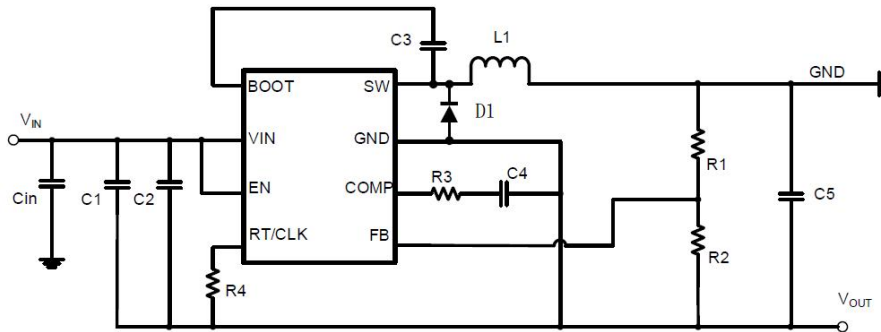 C3
L1
BOOT
SW
GND
D1
VIN
VIN
GND
R1
EN
COMP
R3
C4
Cin
C1
C2
C5
RT/CLK
FB
R2
R4
VOUT